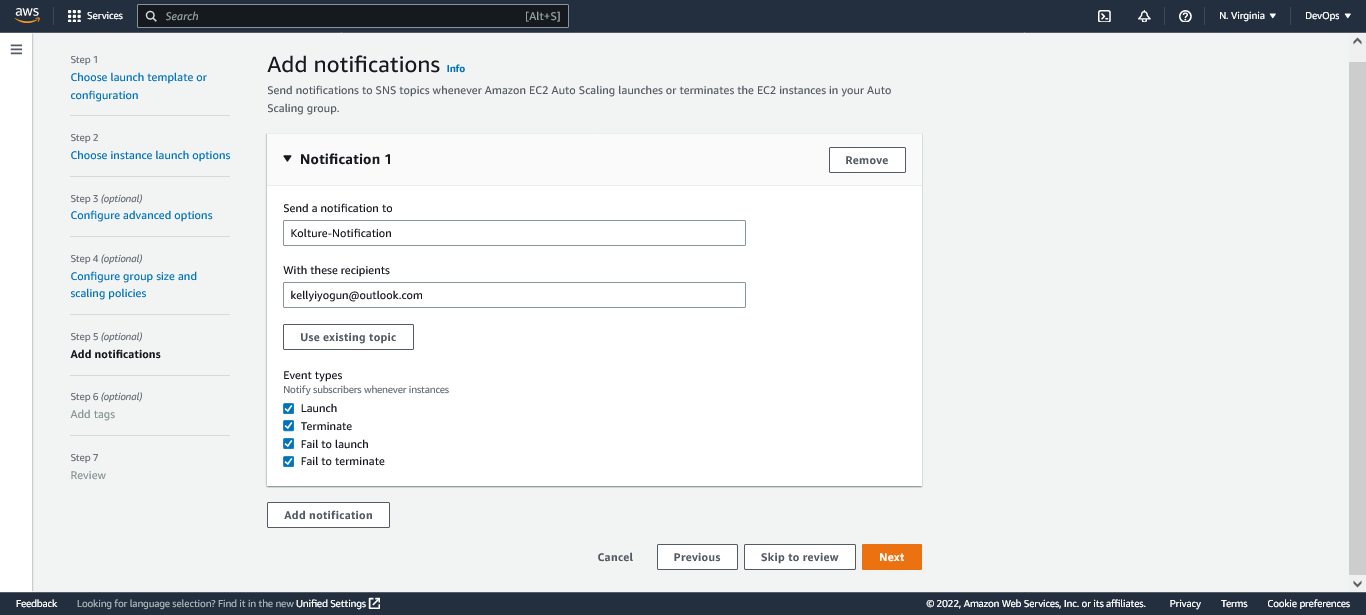 aws Services Search [Alt+S] N. Virginia DevOps
Step 1
Choose launch template or
configuration
Step 2
Choose instance launch options
Step 3 (optional)
Configure advanced options
Step 4 (optional)
Configure group size and
scaling policies
Step 5 (optional)
Add notifications
Step 6 (optional)
Add tags
Step 7
Review
Add notifications Info
Send notifications to SNS topics whenever Amazon EC2 Auto Scaling launches or terminates the EC2 instances in your Auto
Scaling group.
Notification 1 Remove
Send a notification to
Kolture-Notification
With these recipients
kellyiyogun@outlook.com
Use existing topic
Event types
Notify subscribers whenever instances
Launch
Terminate
Fail to launch
Fail to terminate
Add notification
Cancel Previous Skip to review Next
Feedback Looking for language selection? Find it in the new Unified Settings © 2022, Amazon Web Services, Inc. or its affiliates. Privacy Terms Cookie preferences